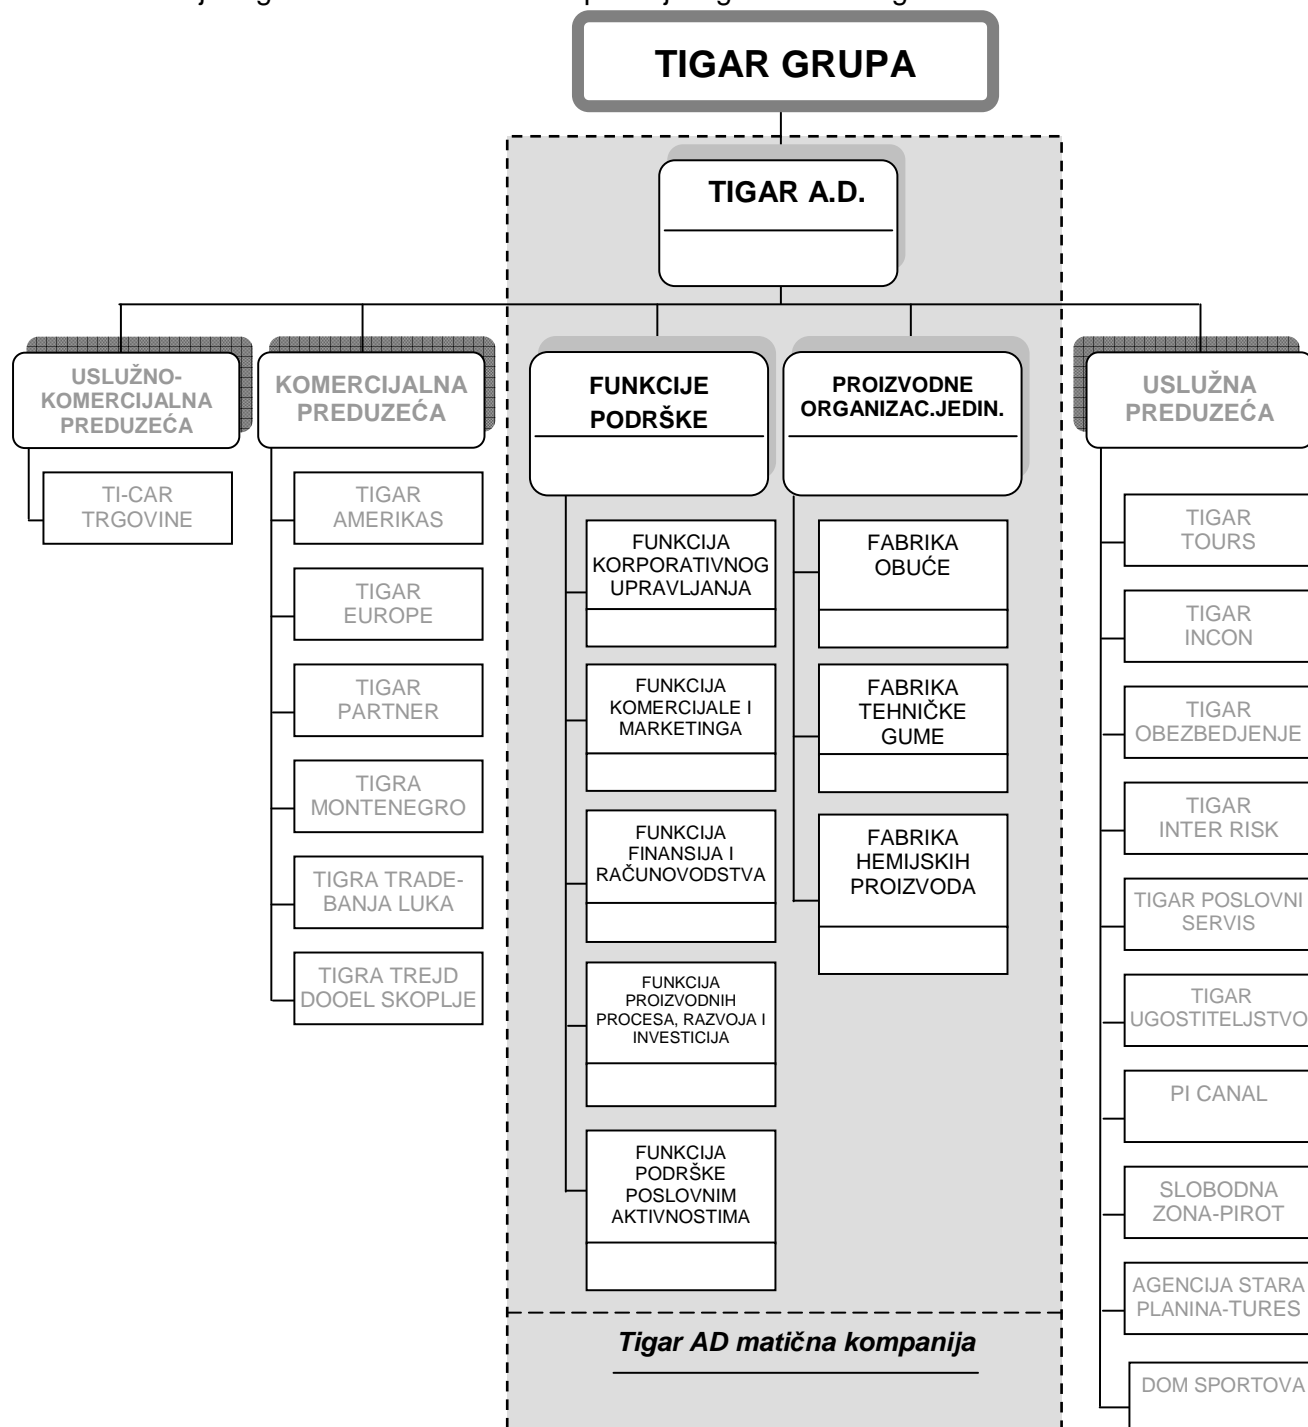 TIGAR GRUPA
TIGAR A.D.
USLUŽNO-
KOMERCIJALNA
PREDUZEĆA
TI-CAR
TRGOVINE
KOMERCIJALNA
PREDUZEĆA
TIGAR
AMERIKAS
TIGAR
EUROPE
TIGAR
PARTNER
TIGRA
MONTENEGRO
TIGRA TRADE-
BANJA LUKA
TIGRA TREJD
DOOEL SKOPLJE
FUNKCIJE
PODRŠKE
FUNKCIJA
KORPORATIVNOG
UPRAVLJANJA
FUNKCIJA
KOMERCIJALE I
MARKETINGA
FUNKCIJA
FINANSIJA I
RAČUNOVODSTVA
FUNKCIJA
PROIZVODNIH
PROCESA, RAZVOJA I
INVESTICIJA
FUNKCIJA
PODRŠKE
POSLOVNIM
AKTIVNOSTIMA
PROIZVODNE
ORGANIZAC.JEDIN.
FABRIKA
OBUĆE
FABRIKA
TEHNIČKE
GUME
FABRIKA
HEMIJSKIH
PROIZVODA
USLUŽNA
PREDUZEĆA
TIGAR
TOURS
TIGAR
INCON
TIGAR
OBEZBEDJENJE
TIGAR
INTER RISK
TIGAR POSLOVNI
SERVIS
TIGAR
UGOSTITELJSTVO
PI CANAL
SLOBODNA
ZONA-PIROT
AGENCIJA STARA
PLANINA-TURES
DOM SPORTOVA
Tigar AD matična kompanija